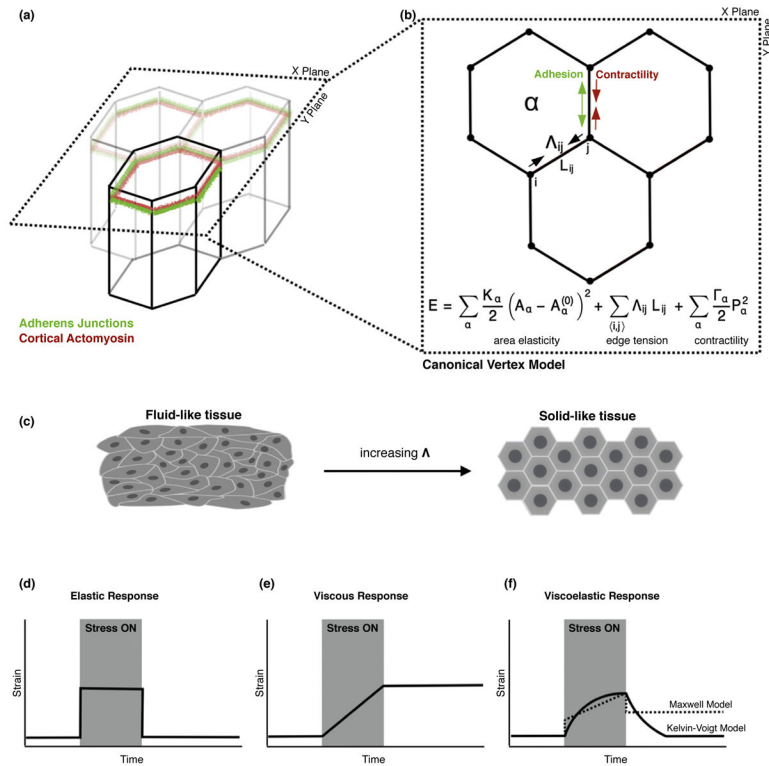 (a)
X Plane
Y Plane
Adherens Junctions
Cortical Actomyosin
(b)
X Plane
Y Plane
Adhesion
Contractility
α
Λij
Lij
i
j
E = ∑α Kα/2 (Aα − Aα(0))² + ∑⟨i,j⟩ Λij Lij + ∑α Γα/2 Pα²
area elasticity edge tension contractility
Canonical Vertex Model
(c)
Fluid-like tissue
increasing Λ
Solid-like tissue
(d)
Elastic Response
Stress ON
Strain
Time
(e)
Viscous Response
Stress ON
Strain
Time
(f)
Viscoelastic Response
Stress ON
Strain
Maxwell Model
Kelvin-Voigt Model
Time